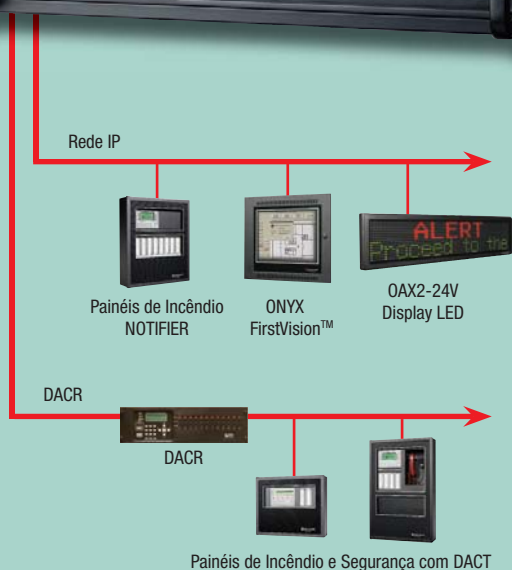 Rede IP
ALERT
Proceed to the
Painéis de Incêndio
NOTIFIER
ONYX
FirstVision™
OAX2-24V
Display LED
DACR
DACR
Painéis de Incêndio e Segurança com DACT